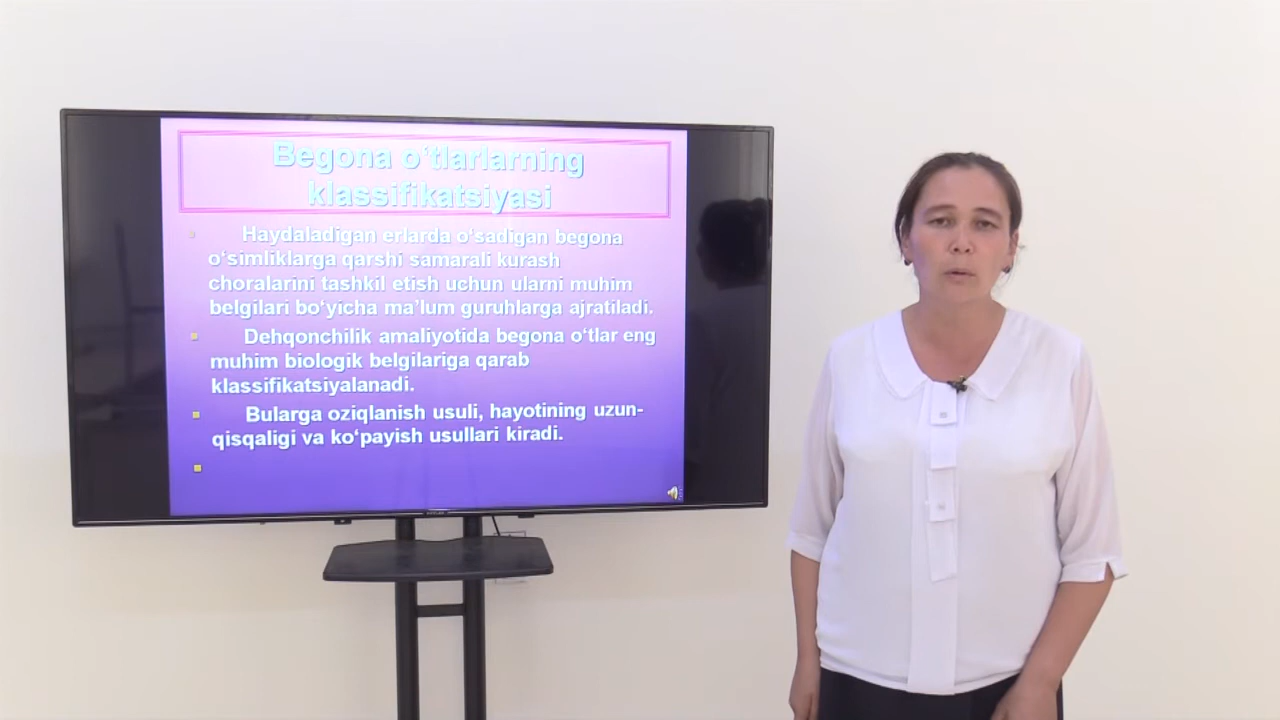 Begona o‘tlarlarning
klassifikatsiyasi
Haydaladigan erlarda o‘sadigan begona
o‘simliklarga qarshi samarali kurash
choralarini tashkil etish uchun ularni muhim
belgilari bo‘yicha ma’lum guruhlarga ajratiladi.
Dehqonchilik amaliyotida begona o‘tlar eng
muhim biologik belgilariga qarab
klassifikatsiyalanadi.
Bularga oziqlanish usuli, hayotining uzun-
qisqaligi va ko‘payish usullari kiradi.